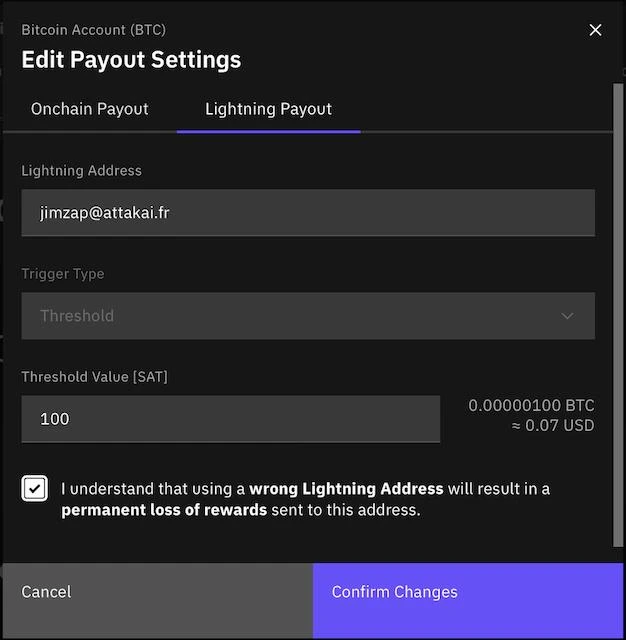 Bitcoin Account (BTC)
Edit Payout Settings
Onchain Payout
Lightning Payout
Lightning Address
jimzap@attakai.fr
Trigger Type
Threshold
Threshold Value [SAT]
100
0.00000100 BTC
≈ 0.07 USD
I understand that using a wrong Lightning Address will result in a
permanent loss of rewards sent to this address.
Cancel
Confirm Changes